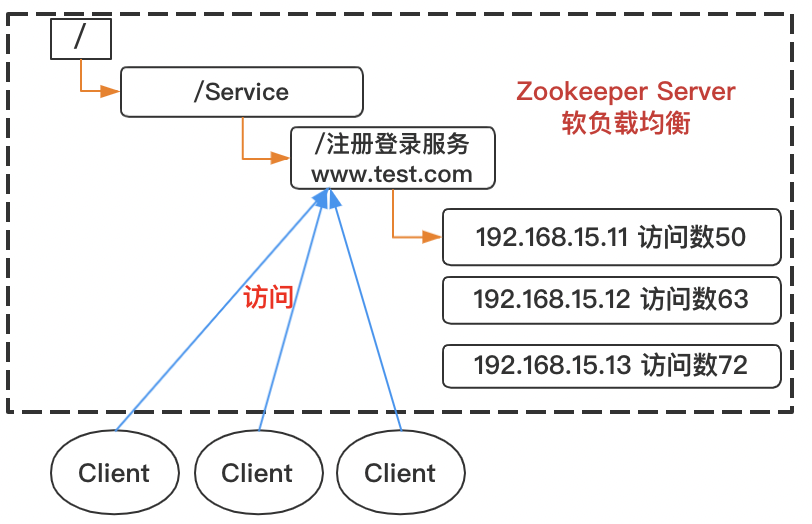 /
/Service
Zookeeper Server
软负载均衡
/注册登录服务
www.test.com
192.168.15.11 访问数50
访问
192.168.15.12 访问数63
192.168.15.13 访问数72
Client
Client
Client